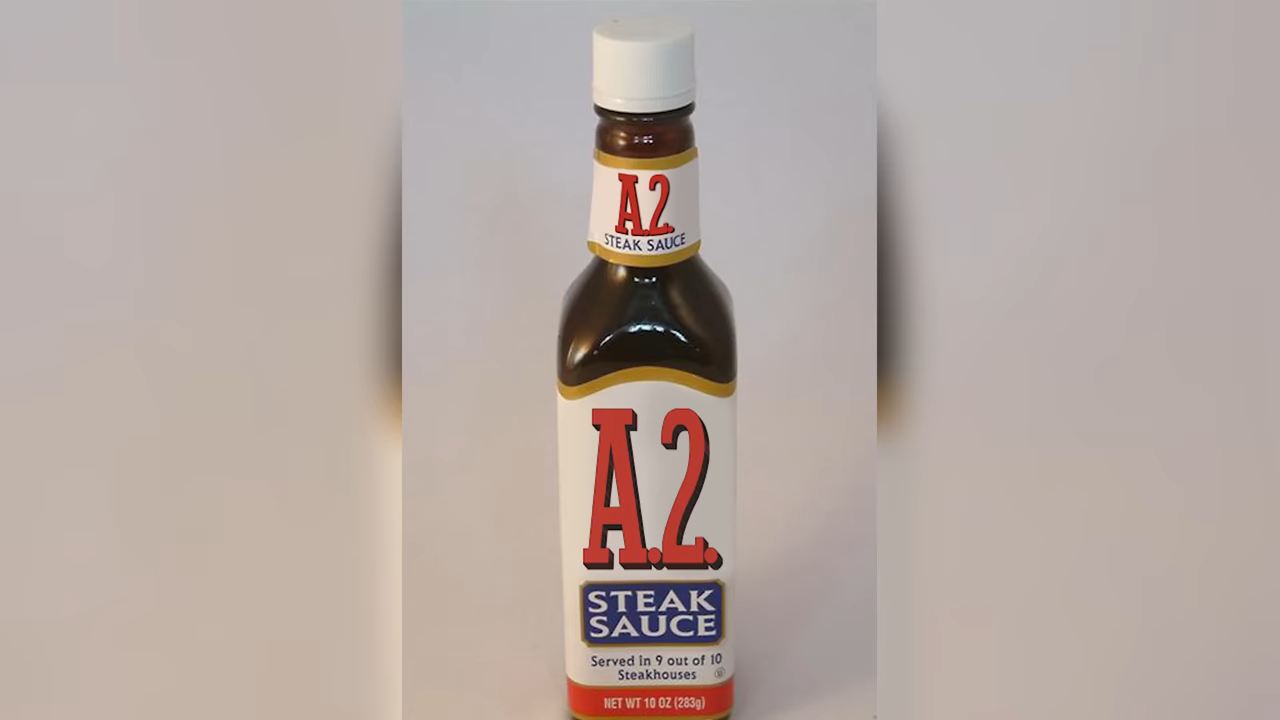 A.2.
STEAK SAUCE
A.2.
STEAK
SAUCE
Served in 9 out of 10
Steakhouses
NET WT 10 OZ (283g)